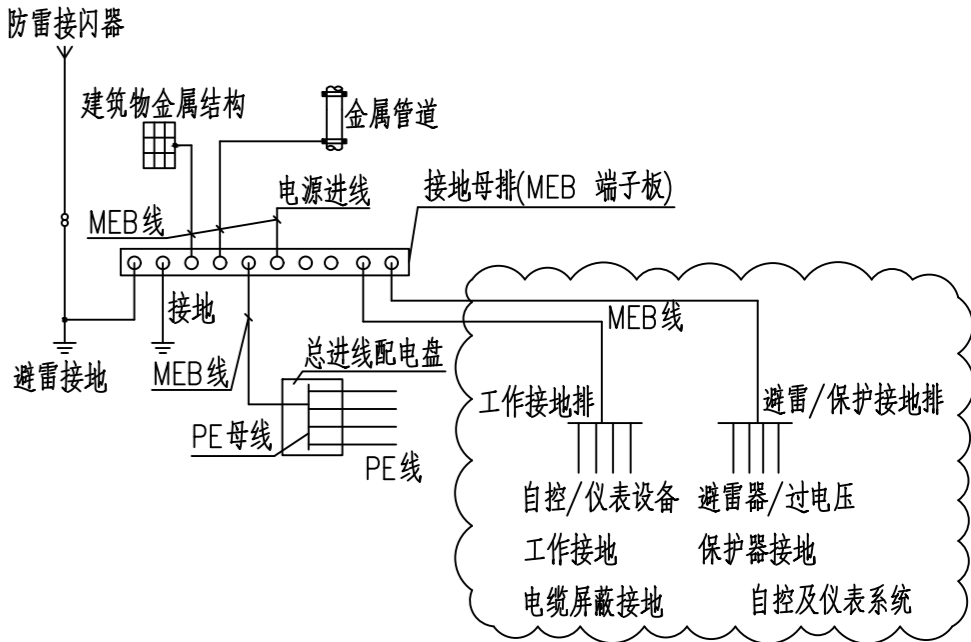 防雷接闪器
建筑物金属结构
金属管道
电源进线
接地母排(MEB 端子板)
MEB线
接地
MEB线
避雷接地
MEB线
总进线配电盘
工作接地排
避雷/保护接地排
PE母线
PE线
自控/仪表设备
避雷器/过电压
工作接地
保护器接地
电缆屏蔽接地
自控及仪表系统